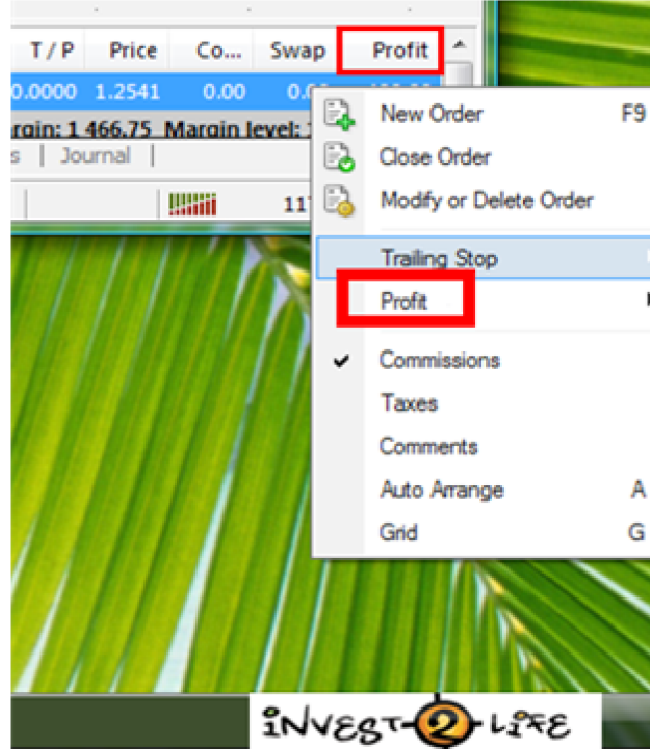 T / P Price Co... Swap Profit
0.0000 1.2541 0.00
Margin: 1 466.75 Margin level:
s | Journal |
New Order F9
Close Order
Modify or Delete Order
Trailing Stop
Profit
Commissions
Taxes
Comments
Auto Arrange A
Grid G
iNVEST-2-LiFE